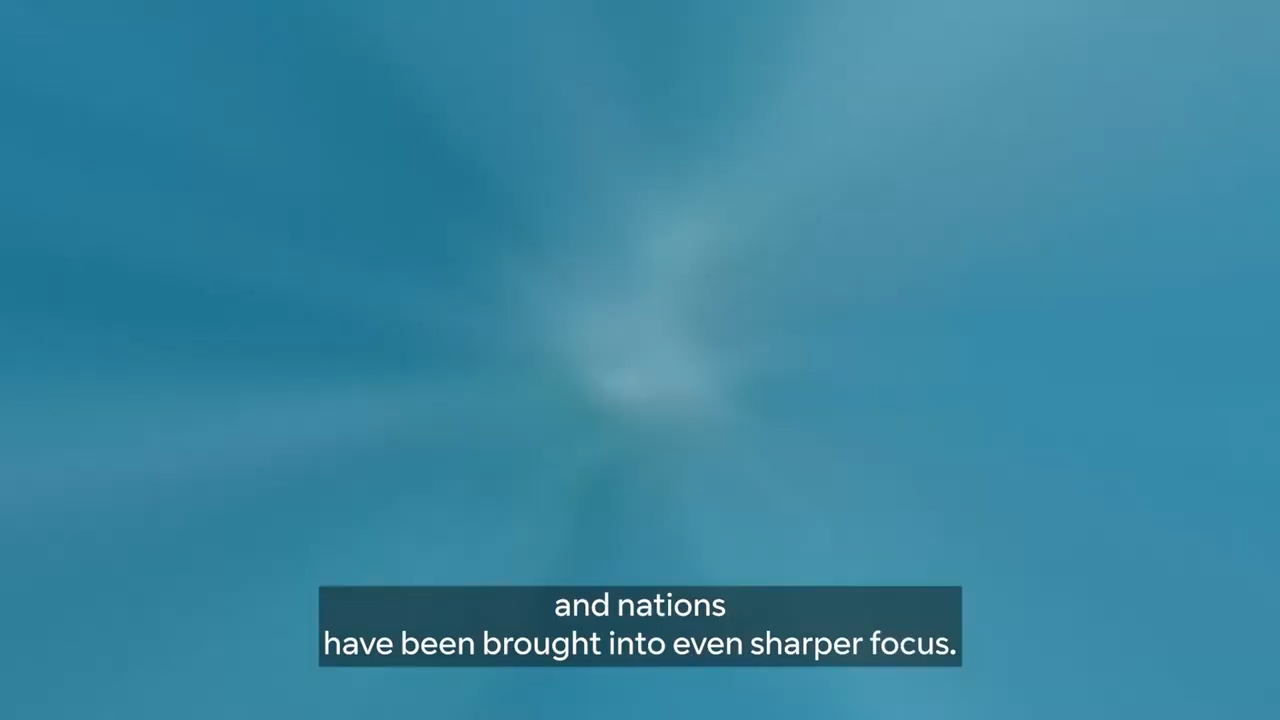 and nations
have been brought into even sharper focus.